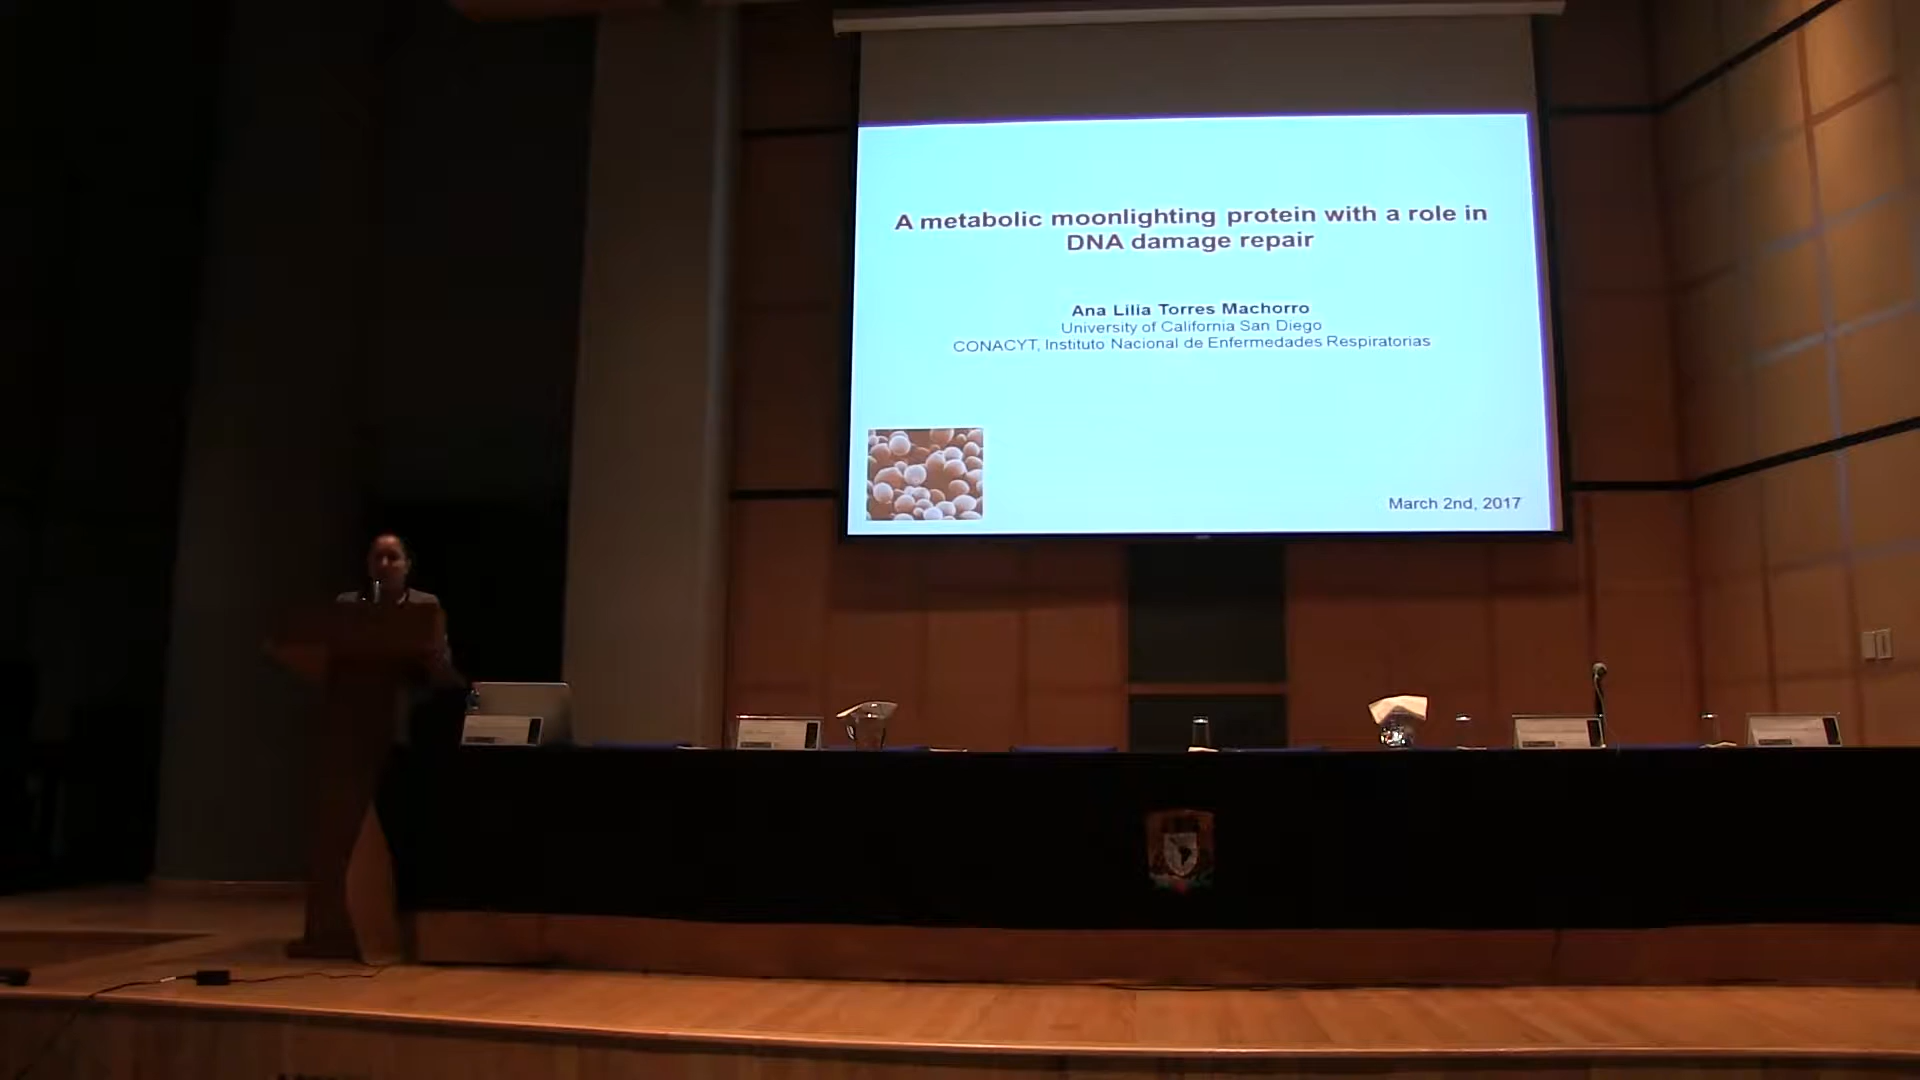 A metabolic moonlighting protein with a role in
DNA damage repair
Ana Lilia Torres Machorro
University of California San Diego
CONACYT, Instituto Nacional de Enfermedades Respiratorias
March 2nd, 2017